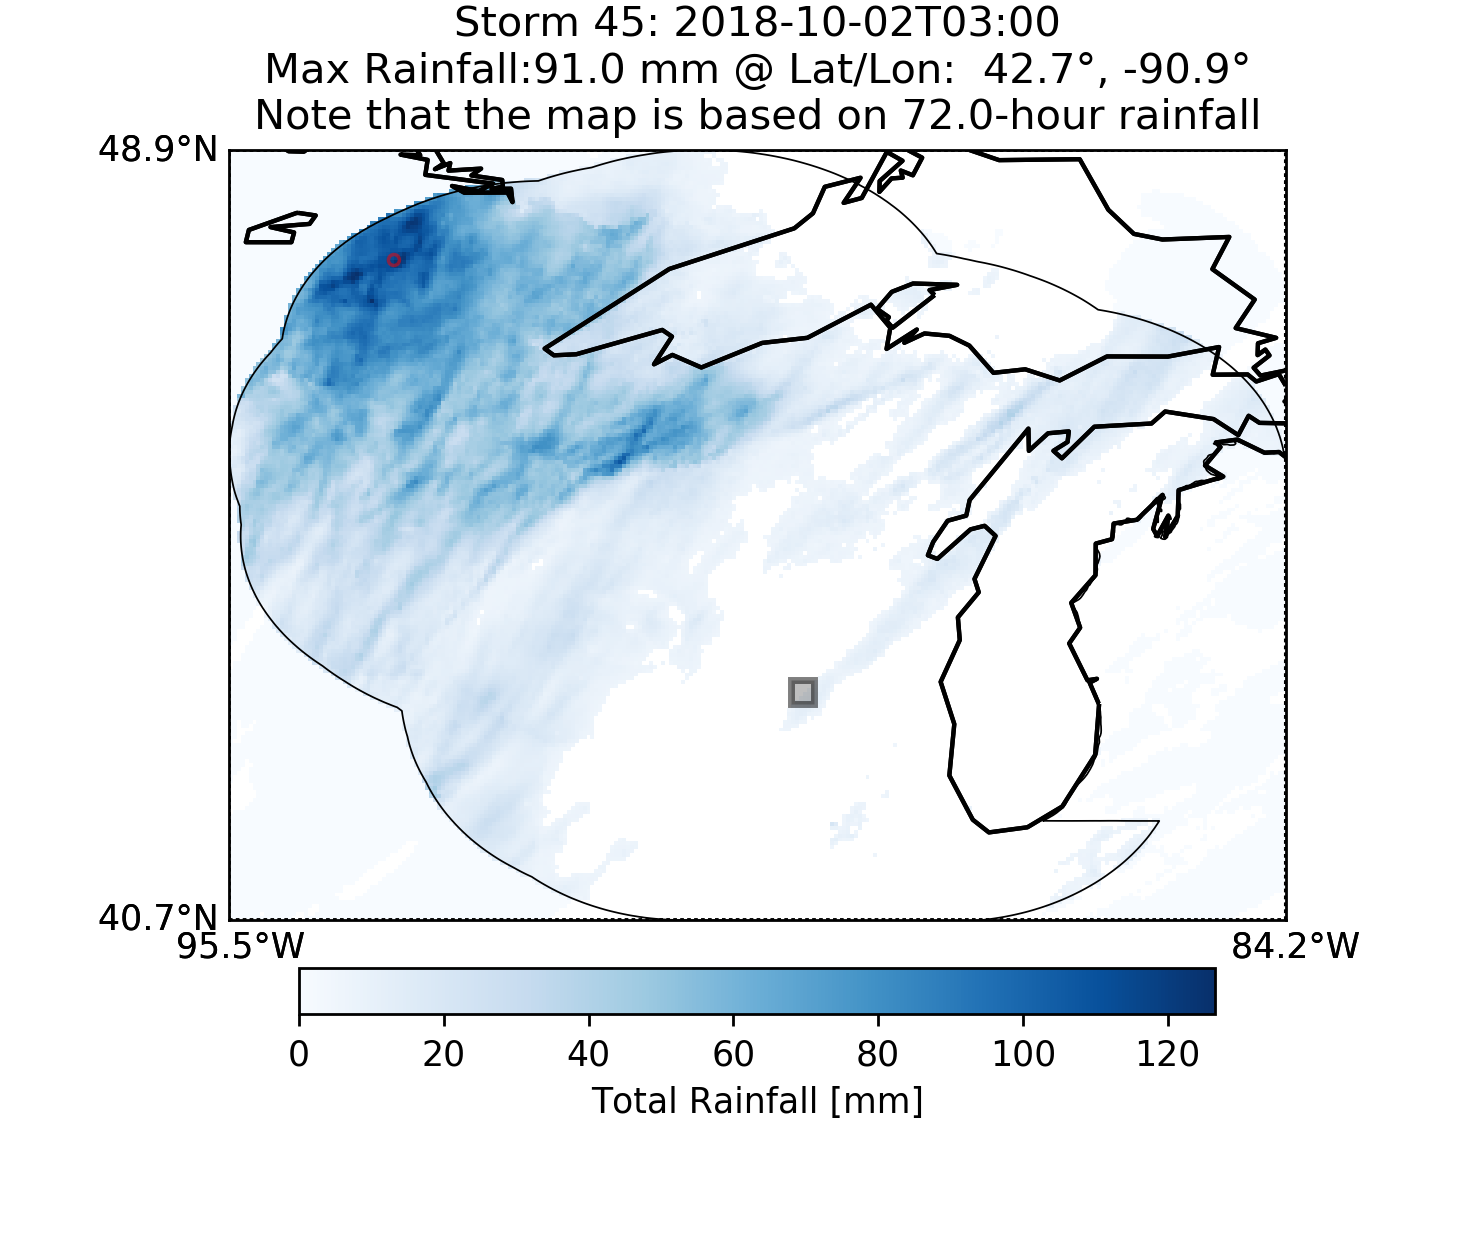 Storm 45: 2018-10-02T03:00
Max Rainfall:91.0 mm @ Lat/Lon:  42.7°, -90.9°
Note that the map is based on 72.0-hour rainfall
48.9°N
40.7°N
95.5°W 84.2°W
0 20 40 60 80 100 120
Total Rainfall [mm]